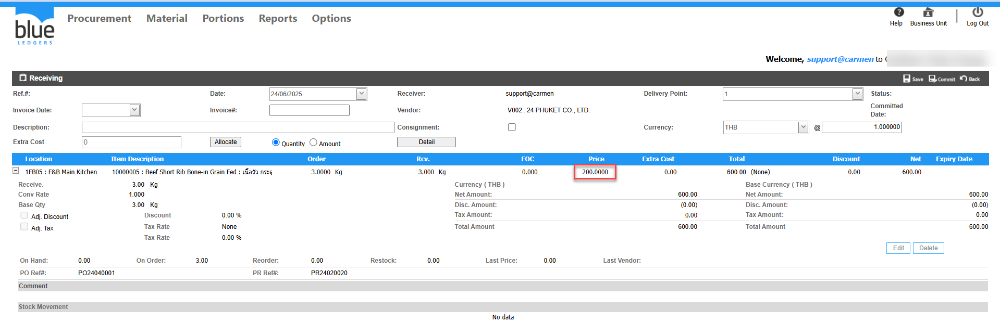 blue
LEDGERS
Procurement Material Portions Reports Options
Help Business Unit Log Out
Welcome, support@carmen to
Receiving Save Commit Back
Ref.#: Date: 24/06/2025 Receiver: support@carmen Delivery Point: 1 Status:
Invoice Date: Invoice#: Vendor: V002 : 24 PHUKET CO., LTD. Committed Date:
Description: Consignment: Currency: THB @ 1.000000
Extra Cost 0 Allocate Quantity Amount Detail
Location Item Description Order Rcv. FOC Price Extra Cost Total Discount Net Expiry Date
1FB05 : F&B Main Kitchen 10000005 : Beef Short Rib Bone-in Grain Fed : เนื้อวัว กระดู 3.0000 Kg 3.000 Kg 0.000 200.0000 0.00 600.00 (None) 0.00 600.00
Receive. 3.00 Kg Currency ( THB ) Base Currency ( THB )
Conv Rate 1.000 Net Amount: 600.00 Net Amount: 600.00
Base Qty 3.00 Kg Disc. Amount: (0.00) Disc. Amount: (0.00)
Adj. Discount Discount 0.00 % Tax Amount: 0.00 Tax Amount: 0.00
Adj. Tax Tax Rate None Total Amount 600.00 Total Amount 600.00
Tax Rate 0.00 %
Edit Delete
On Hand: 0.00 On Order: 3.00 Reorder: 0.00 Restock: 0.00 Last Price: 0.00 Last Vendor:
PO Ref#: PO24040001 PR Ref#: PR24020020
Comment
Stock Movement
No data